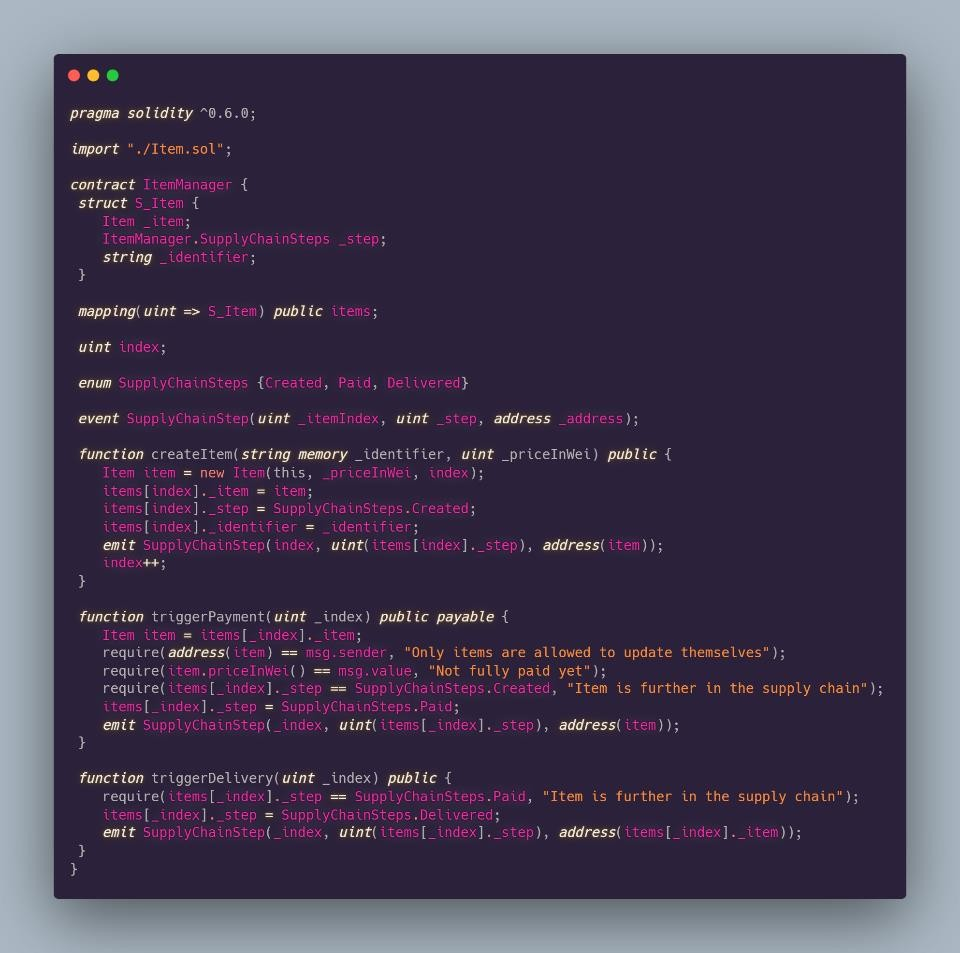 pragma solidity ^0.6.0;

import "./Item.sol";

contract ItemManager {
 struct S_Item {
    Item _item;
    ItemManager.SupplyChainSteps _step;
    string _identifier;
 }

 mapping(uint => S_Item) public items;

 uint index;

 enum SupplyChainSteps {Created, Paid, Delivered}

 event SupplyChainStep(uint _itemIndex, uint _step, address _address);

 function createItem(string memory _identifier, uint _priceInWei) public {
    Item item = new Item(this, _priceInWei, index);
    items[index]._item = item;
    items[index]._step = SupplyChainSteps.Created;
    items[index]._identifier = _identifier;
    emit SupplyChainStep(index, uint(items[index]._step), address(item));
    index++;
 }

 function triggerPayment(uint _index) public payable {
    Item item = items[_index]._item;
    require(address(item) == msg.sender, "Only items are allowed to update themselves");
    require(item.priceInWei() == msg.value, "Not fully paid yet");
    require(items[_index]._step == SupplyChainSteps.Created, "Item is further in the supply chain");
    items[_index]._step = SupplyChainSteps.Paid;
    emit SupplyChainStep(_index, uint(items[_index]._step), address(item));
 }

 function triggerDelivery(uint _index) public {
    require(items[_index]._step == SupplyChainSteps.Paid, "Item is further in the supply chain");
    items[_index]._step = SupplyChainSteps.Delivered;
    emit SupplyChainStep(_index, uint(items[_index]._step), address(items[_index]._item));
 }
}